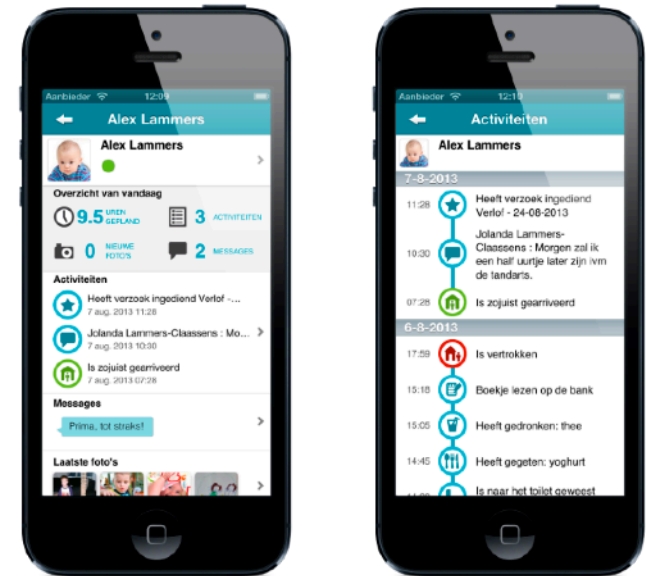 Aanbieder 12:09
Alex Lammers
Alex Lammers
Overzicht van vandaag
9.5 UREN GEPLAND
3 ACTIVITEITEN
0 NIEUWE FOTO'S
2 MESSAGES
Activiteiten
Heeft verzoek ingediend Verlof -...
7 aug. 2013 11:28
Jolanda Lammers-Claassens : Mo...
7 aug. 2013 10:30
Is zojuist gearriveerd
7 aug. 2013 07:28
Messages
Prima, tot straks!
Laatste foto's
Aanbieder 12:10
Activiteiten
Alex Lammers
7-8-2013
11:28 Heeft verzoek ingediend
Verlof - 24-08-2013
Jolanda Lammers-
10:30 Claassens : Morgen zal ik
een half uurtje later zijn ivm
de tandarts.
07:28 Is zojuist gearriveerd
6-8-2013
17:59 Is vertrokken
15:18 Boekje lezen op de bank
15:05 Heeft gedronken: thee
14:45 Heeft gegeten: yoghurt
Is naar het toilet geweest